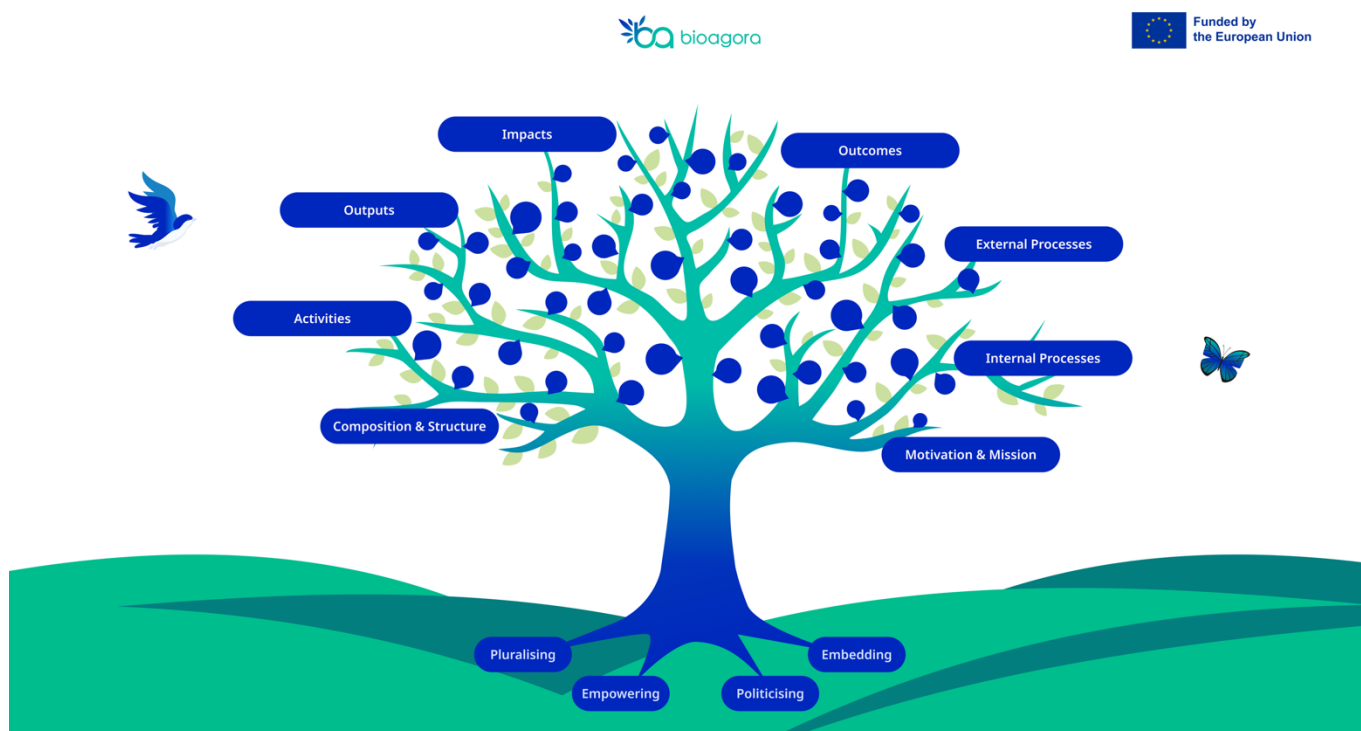 bioagora
Funded by
the European Union
Impacts
Outcomes
Outputs
External Processes
Activities
Internal Processes
Composition & Structure
Motivation & Mission
Pluralising
Embedding
Empowering
Politicising